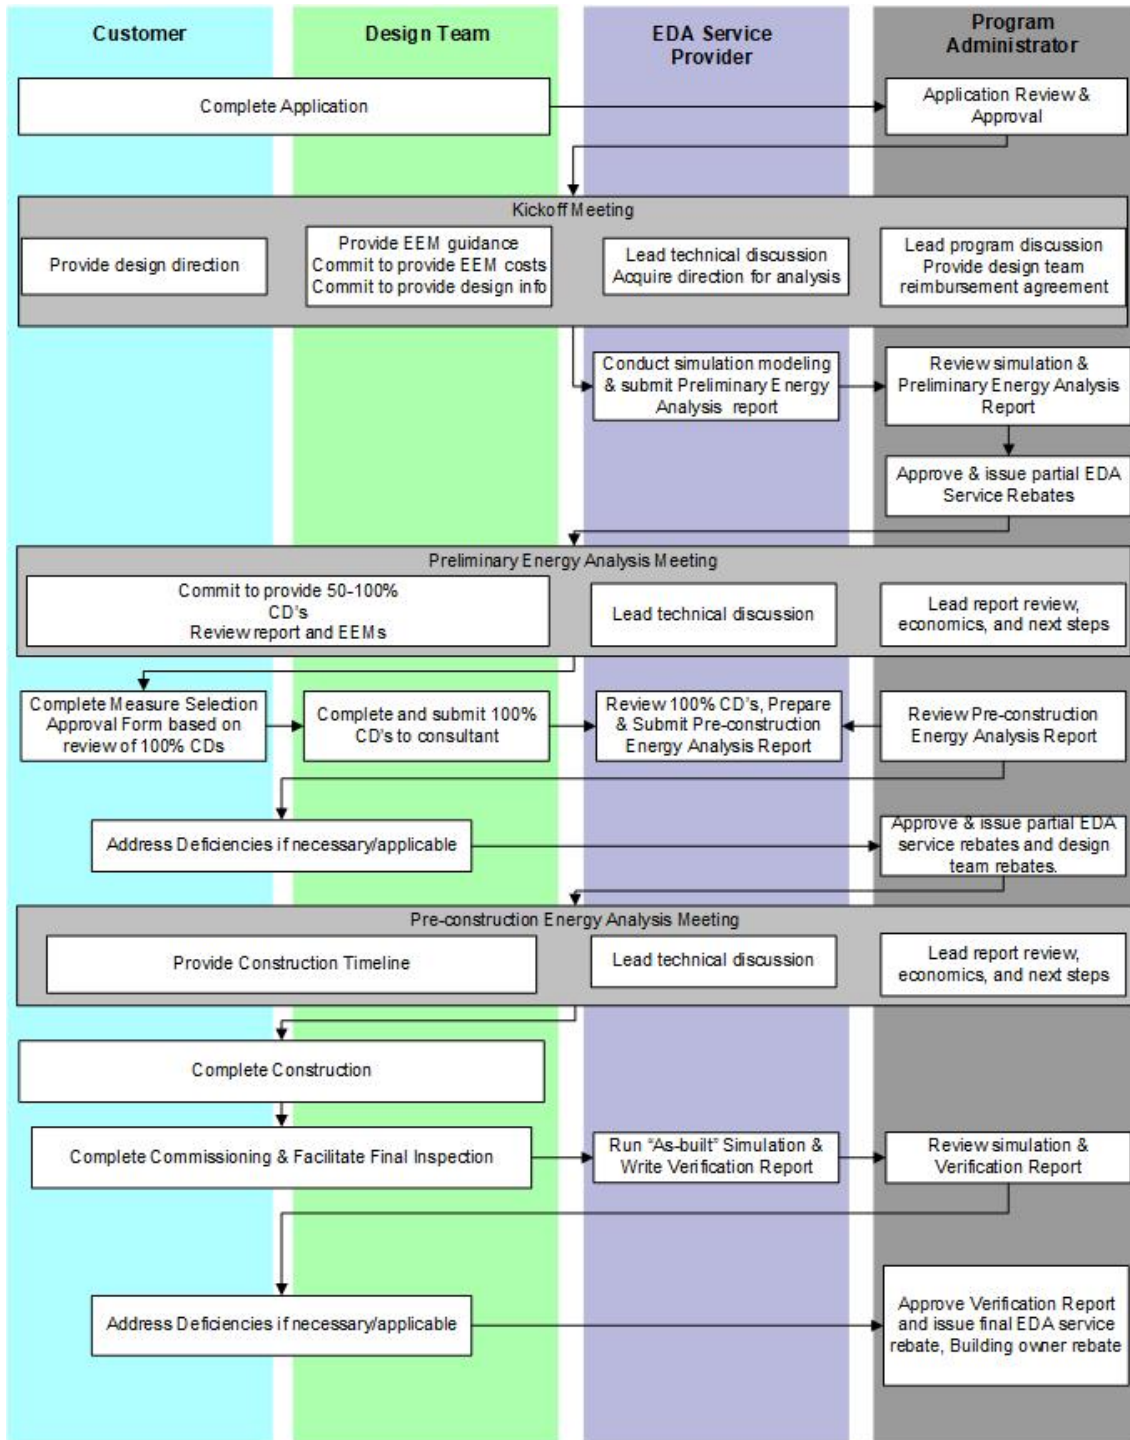 Customer
Design Team
EDA Service
Provider
Program
Administrator
Complete Application
Application Review &
Approval
Kickoff Meeting
Provide design direction
Provide EEM guidance
Commit to provide EEM costs
Commit to provide design info
Lead technical discussion
Acquire direction for analysis
Lead program discussion
Provide design team
reimbursement agreement
Conduct simulation modeling
& submit Preliminary Energy
Analysis report
Review simulation &
Preliminary Energy Analysis
Report
Approve & issue partial EDA
Service Rebates
Preliminary Energy Analysis Meeting
Commit to provide 50-100%
CD's
Review report and EEMs
Lead technical discussion
Lead report review,
economics, and next steps
Complete Measure Selection
Approval Form based on
review of 100% CDs
Complete and submit 100%
CD's to consultant
Review 100% CD's, Prepare
& Submit Pre-construction
Energy Analysis Report
Review Pre-construction
Energy Analysis Report
Address Deficiencies if necessary/applicable
Approve & issue partial EDA
service rebates and design
team rebates.
Pre-construction Energy Analysis Meeting
Provide Construction Timeline
Lead technical discussion
Lead report review,
economics, and next steps
Complete Construction
Complete Commissioning & Facilitate Final Inspection
Run “As-built” Simulation &
Write Verification Report
Review simulation &
Verification Report
Address Deficiencies if necessary/applicable
Approve Verification Report
and issue final EDA service
rebate, Building owner rebate